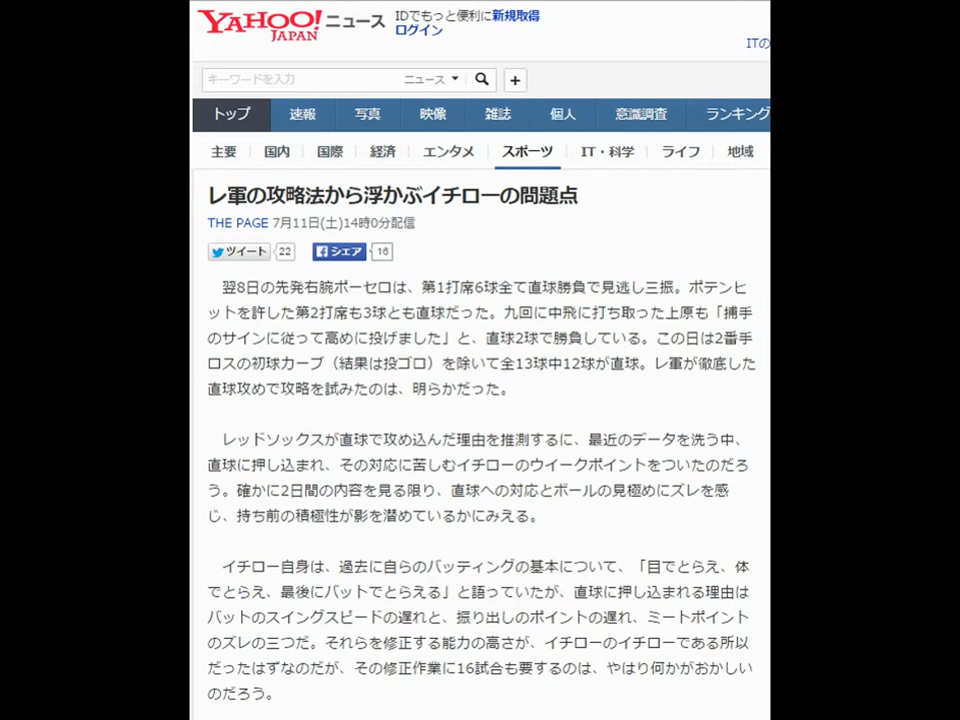 YAHOO! JAPAN ニュース
IDでもっと便利に新規取得
ログイン
ITの
キーワードを入力 ニュース
トップ 速報 写真 映像 雑誌 個人 意識調査 ランキング
主要 国内 国際 経済 エンタメ スポーツ IT・科学 ライフ 地域
レ軍の攻略法から浮かぶイチローの問題点
THE PAGE 7月11日(土)14時0分配信
ツイート 22 シェア 16
翌8日の先発右腕ポーセロは、第1打席6球全て直球勝負で見逃し三振。ポテンヒ
ットを許した第2打席も3球とも直球だった。九回に中飛に打ち取った上原も「捕手
のサインに従って高めに投げました」と、直球2球で勝負している。この日は2番手
ロスの初球カーブ（結果は投ゴロ）を除いて全13球中12球が直球。レ軍が徹底した
直球攻めで攻略を試みたのは、明らかだった。
レッドソックスが直球で攻め込んだ理由を推測するに、最近のデータを洗う中、
直球に押し込まれ、その対応に苦しむイチローのウイークポイントをついたのだろ
う。確かに2日間の内容を見る限り、直球への対応とボールの見極めにズレを感
じ、持ち前の積極性が影を潜めているかにみえる。
イチロー自身は、過去に自らのバッティングの基本について、「目でとらえ、体
でとらえ、最後にバットでとらえる」と語っていたが、直球に押し込まれる理由は
バットのスイングスピードの遅れと、振り出しのポイントの遅れ、ミートポイント
のズレの三つだ。それらを修正する能力の高さが、イチローのイチローである所以
だったはずなのだが、その修正作業に16試合も要するのは、やはり何かがおかしい
のだろう。